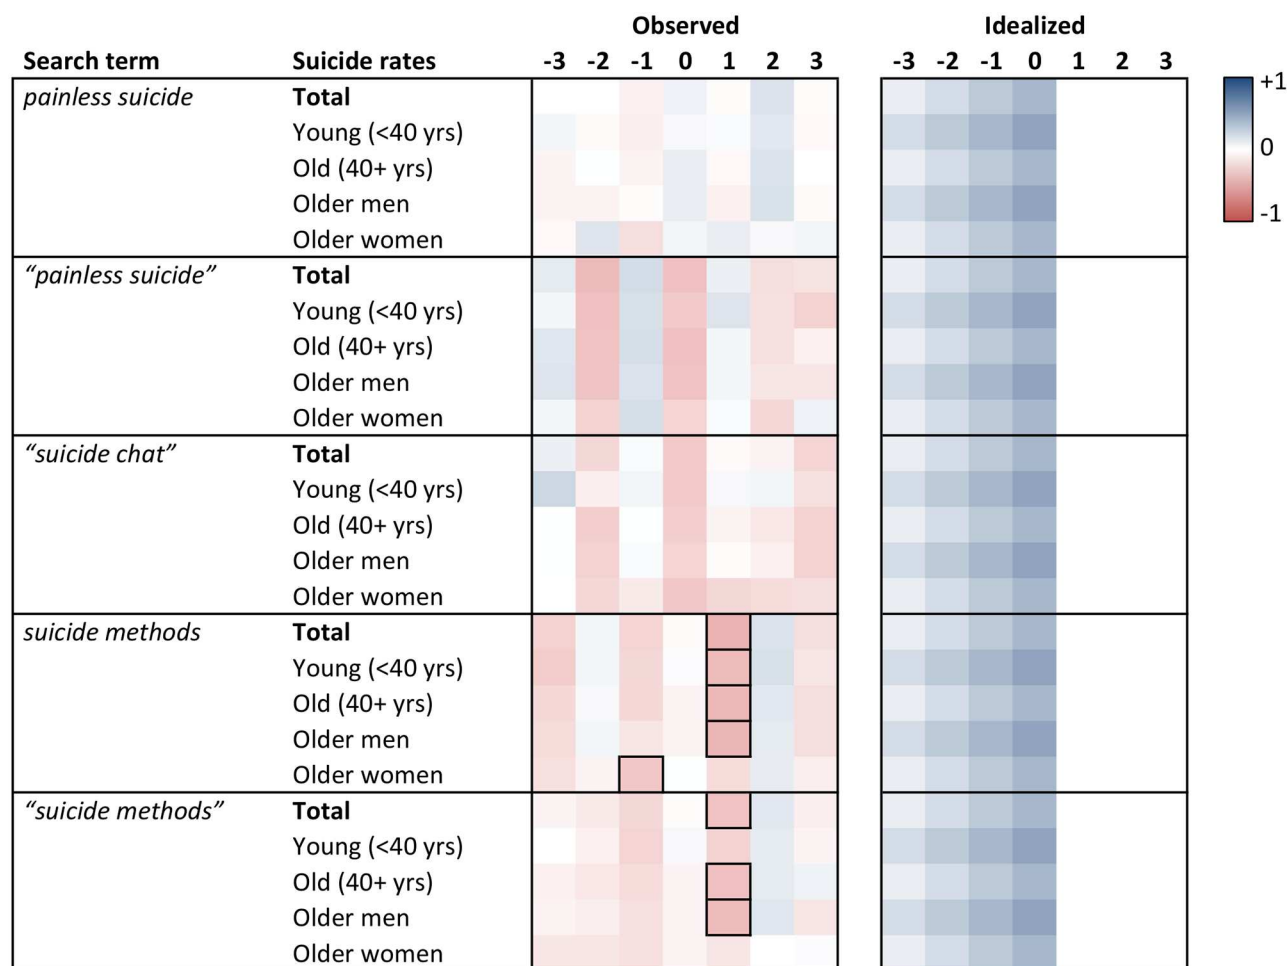 Observed Idealized
Search term Suicide rates -3 -2 -1 0 1 2 3 -3 -2 -1 0 1 2 3
painless suicide Total +1
Young (<40 yrs) 0
Old (40+ yrs)
Older men -1
Older women
“painless suicide” Total
Young (<40 yrs)
Old (40+ yrs)
Older men
Older women
“suicide chat” Total
Young (<40 yrs)
Old (40+ yrs)
Older men
Older women
suicide methods Total
Young (<40 yrs)
Old (40+ yrs)
Older men
Older women
“suicide methods” Total
Young (<40 yrs)
Old (40+ yrs)
Older men
Older women